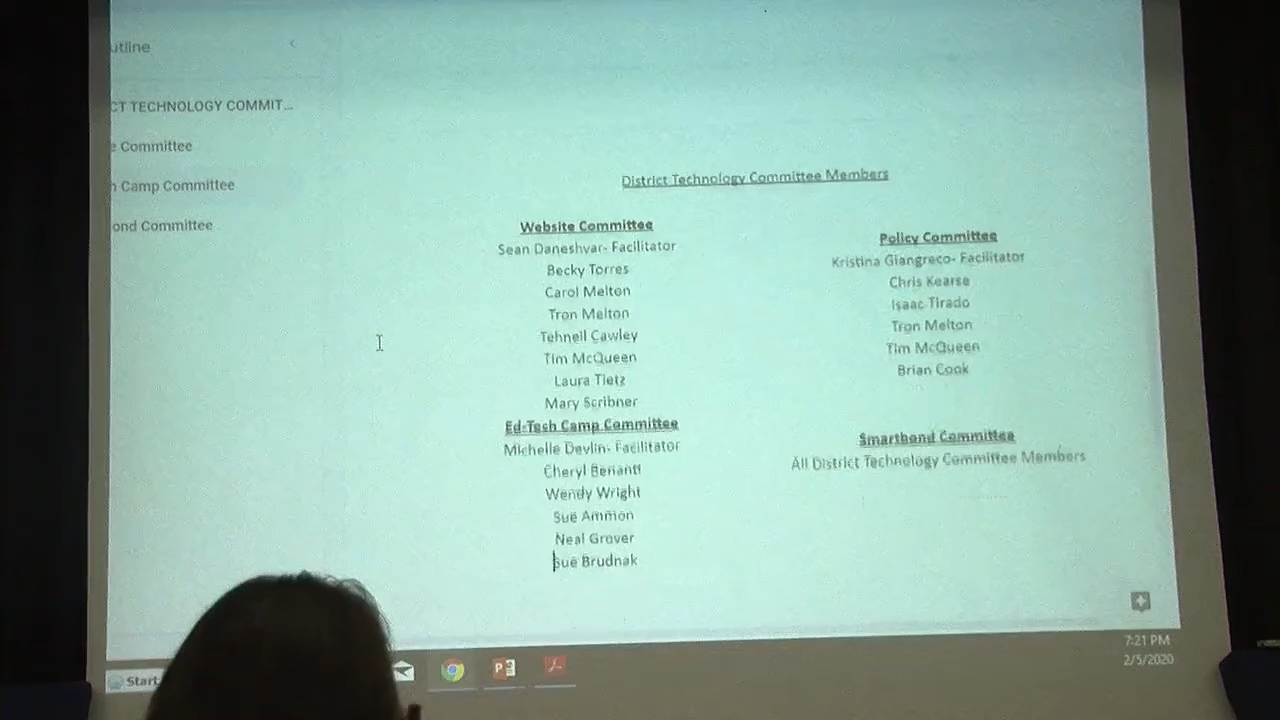 utline
CT TECHNOLOGY COMMIT...
e Committee
n Camp Committee
ond Committee
District Technology Committee Members
Website Committee
Sean Daneshvar- Facilitator
Becky Torres
Carol Melton
Tron Melton
Tehnell Cawley
Tim McQueen
Laura Tietz
Mary Scribner
Ed-Tech Camp Committee
Michelle Devlin- Facilitator
Cheryl Benanti
Wendy Wright
Sue Ammon
Neal Grover
Sue Brudnak
Policy Committee
Kristina Giangreco- Facilitator
Chris Kearse
Isaac Tirado
Tron Melton
Tim McQueen
Brian Cook
Smartbond Committee
All District Technology Committee Members
Start
7:21 PM
2/5/2020